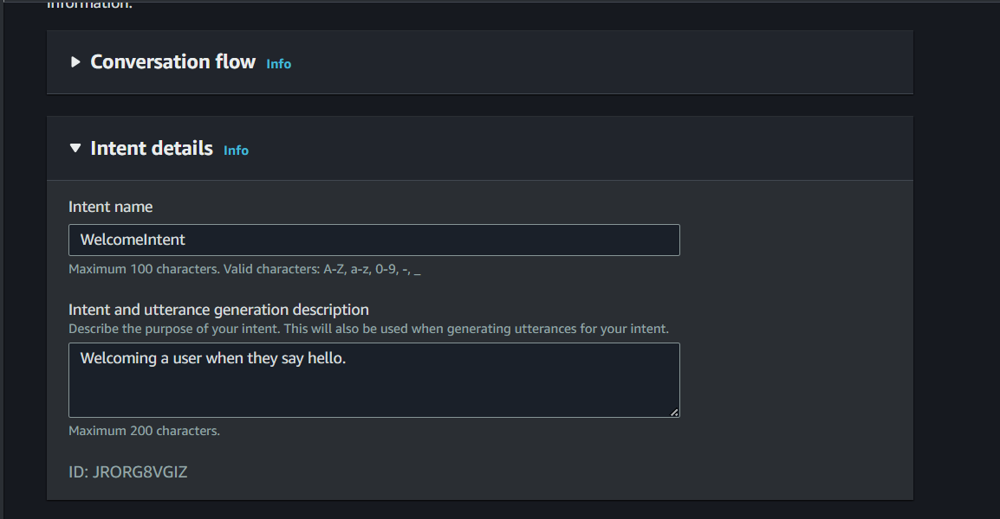 information.
Conversation flow Info
Intent details Info
Intent name
WelcomeIntent
Maximum 100 characters. Valid characters: A-Z, a-z, 0-9, -, _
Intent and utterance generation description
Describe the purpose of your intent. This will also be used when generating utterances for your intent.
Welcoming a user when they say hello.
Maximum 200 characters.
ID: JRORG8VGIZ